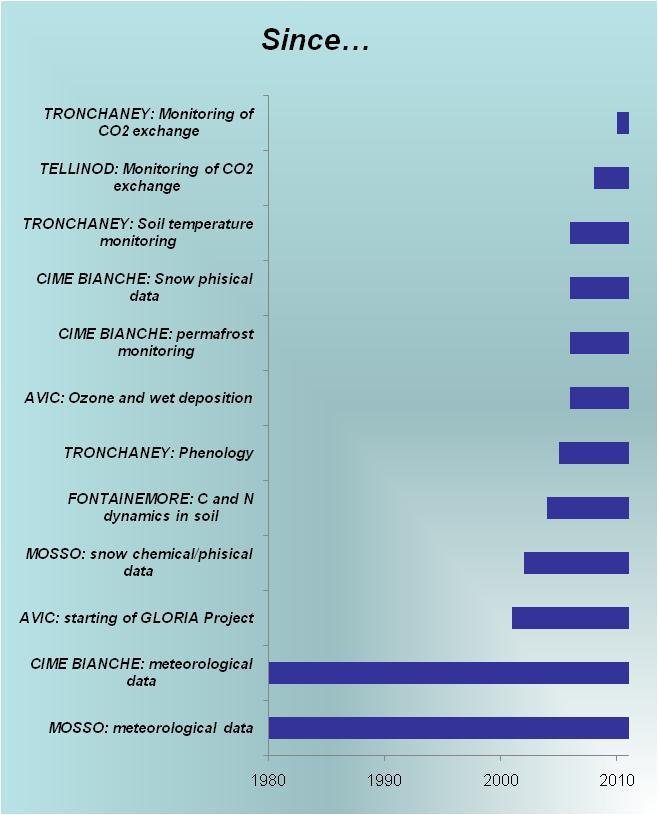 Since…
TRONCHANEY: Monitoring of
CO2 exchange
TELLINOD: Monitoring of CO2
exchange
TRONCHANEY: Soil temperature
monitoring
CIME BIANCHE: Snow phisical
data
CIME BIANCHE: permafrost
monitoring
AVIC: Ozone and wet deposition
TRONCHANEY: Phenology
FONTAINEMORE: C and N
dynamics in soil
MOSSO: snow chemical/phisical
data
AVIC: starting of GLORIA Project
CIME BIANCHE: meteorological
data
MOSSO: meteorological data
1980 1990 2000 2010